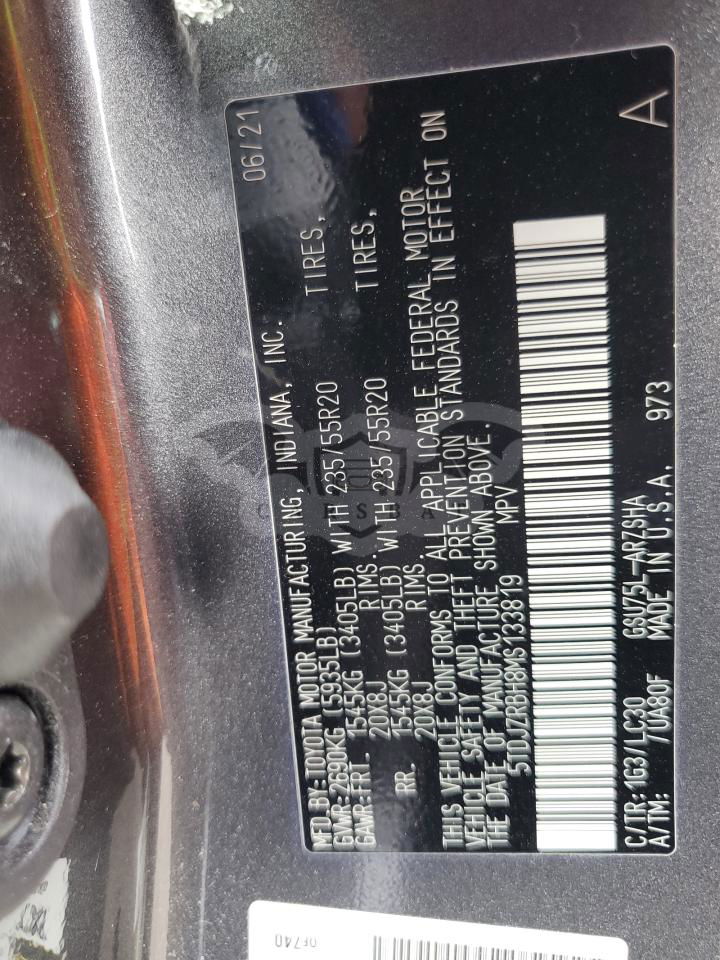 06/21
MFD BY: TOYOTA MOTOR MANUFACTURING, INDIANA, INC.
GVWR: 2690KG (5935LB)
GAWR: FRT. 1545KG (3405LB) WITH 235/55R20 TIRES,
20X8J RIMS.
RR. 1545KG (3405LB) WITH 235/55R20 TIRES,
20X8J RIMS.
THIS VEHICLE CONFORMS TO ALL APPLICABLE FEDERAL MOTOR
VEHICLE SAFETY AND THEFT PREVENTION STANDARDS IN EFFECT ON
THE DATE OF MANUFACTURE SHOWN ABOVE.
5TDJZRBH8MS133819 MPV
C/TR: 1G3/LC30 GSU75L-ARZSHA
A/TM: /UA80F MADE IN U.S.A. 973
A
0F740